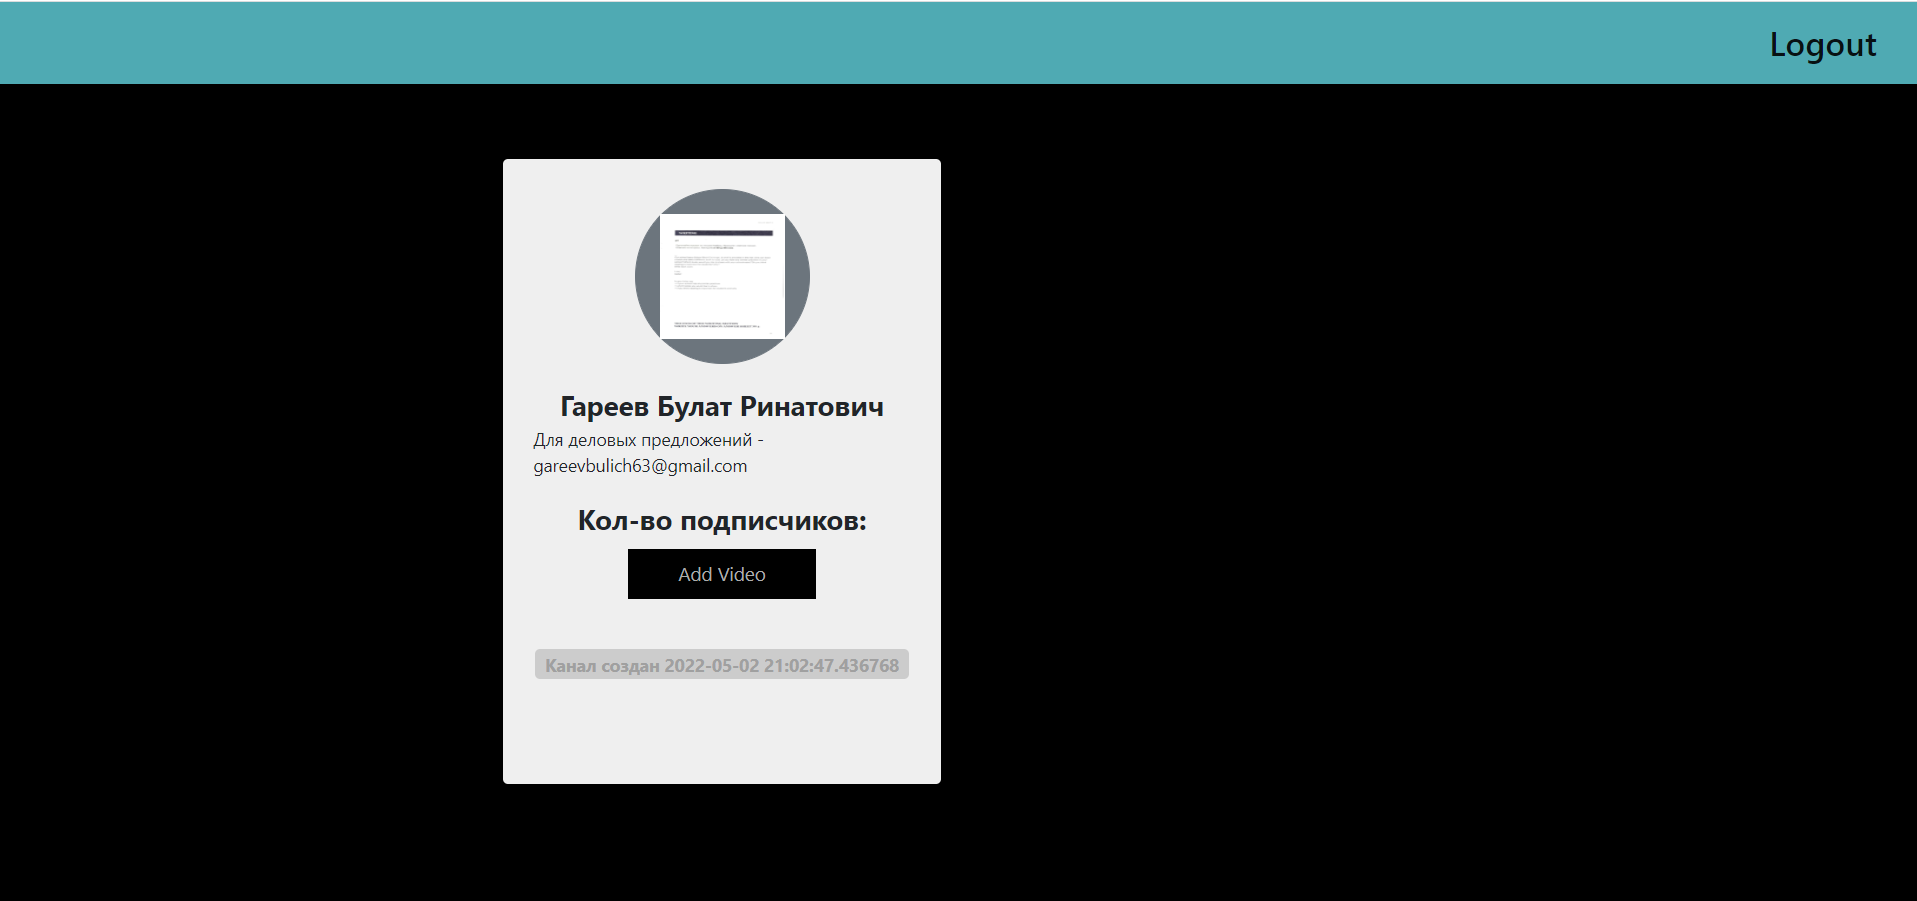 Logout
Гареев Булат Ринатович
Для деловых предложений -
gareevbulich63@gmail.com
Кол-во подписчиков:
Add Video
Канал создан 2022-05-02 21:02:47.436768